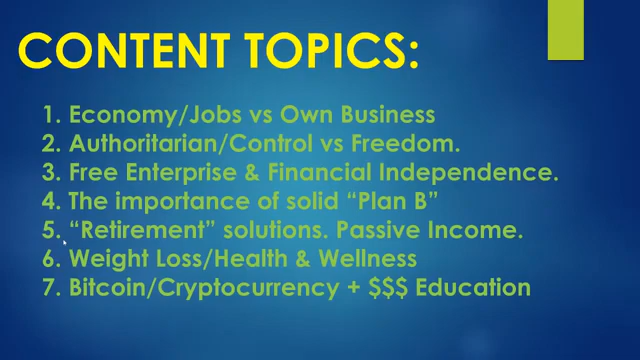 CONTENT TOPICS:
1. Economy/Jobs vs Own Business
2. Authoritarian/Control vs Freedom.
3. Free Enterprise & Financial Independence.
4. The importance of solid “Plan B”
5. “Retirement” solutions. Passive Income.
6. Weight Loss/Health & Wellness
7. Bitcoin/Cryptocurrency + $$$ Education